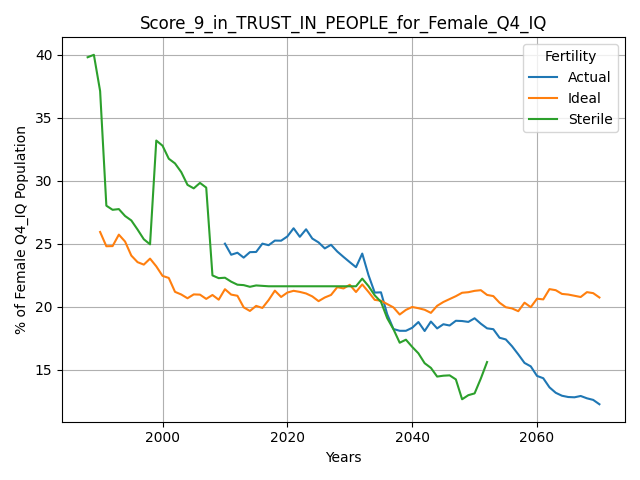 Score_9_in_TRUST_IN_PEOPLE_for_Female_Q4_IQ
% of Female Q4_IQ Population
40
35
30
25
20
15
Fertility
Actual
Ideal
Sterile
2000 2020 2040 2060
Years